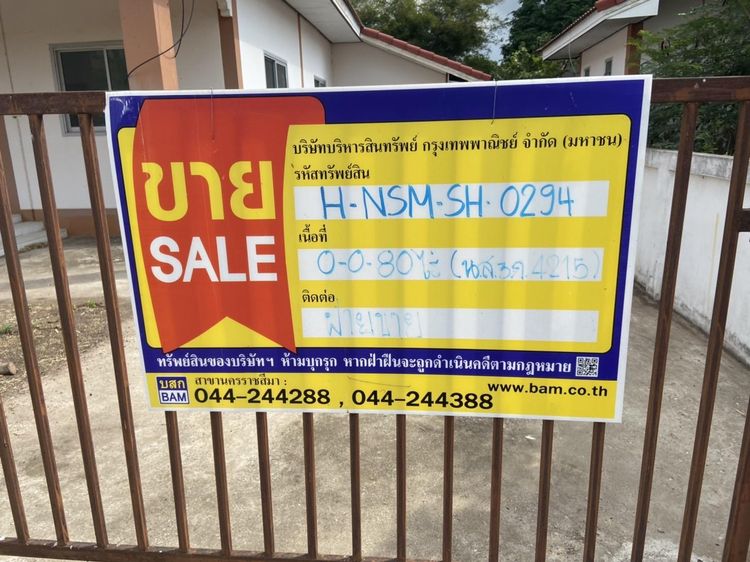 ขาย
SALE
บริษัทบริหารสินทรัพย์ กรุงเทพพาณิชย์ จำกัด (มหาชน)
รหัสทรัพย์สิน
H-NSM-SH-0294
เนื้อที่
0-0-80 ไร่ (น.ส.3.ก.4215)
ติดต่อ
ฝ่ายขาย
ทรัพย์สินของบริษัทฯ ห้ามบุกรุก หากฝ่าฝืนจะถูกดำเนินคดีตามกฎหมาย
บสก
BAM
สาขานครราชสีมา :
044-244288 , 044-244388
www.bam.co.th